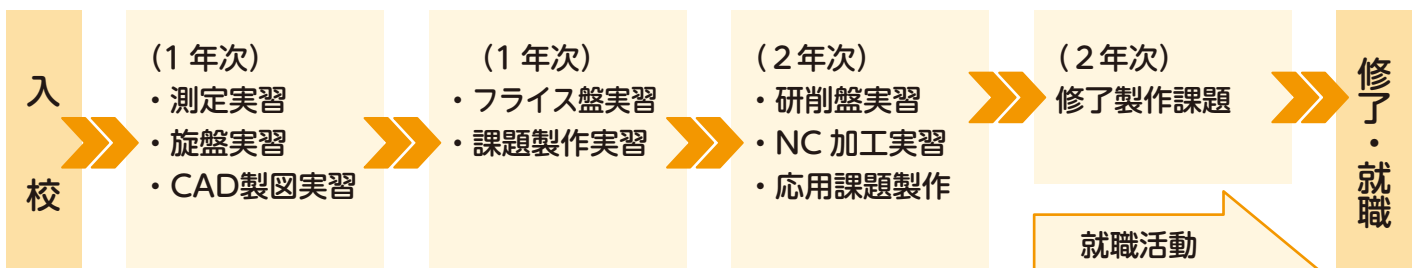 入校
(1 年次)
・測定実習
・旋盤実習
・CAD製図実習
(1 年次)
・フライス盤実習
・課題製作実習
(2年次)
・研削盤実習
・NC 加工実習
・応用課題製作
(2年次)
修了製作課題
就職活動
修了・就職